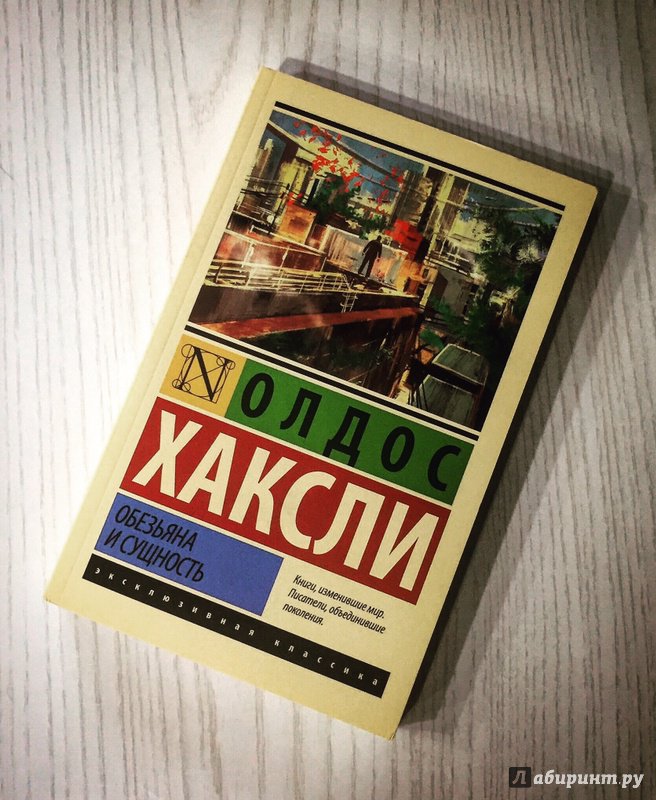 N
ОЛДОС
ХАКСЛИ
ОБЕЗЬЯНА
И СУЩНОСТЬ
Книги, изменившие мир.
Писатели, объединившие
поколения.
эксклюзивная классика
Лабиринт.ру